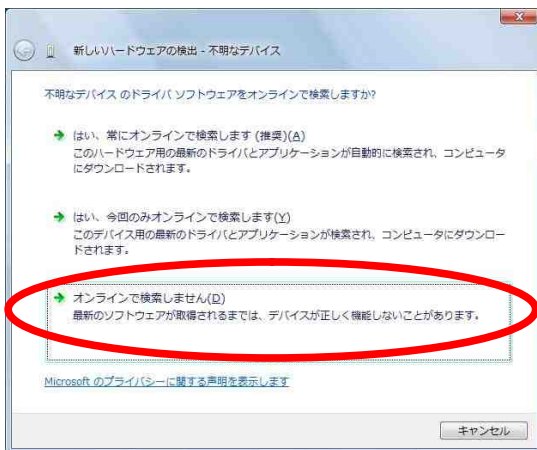 新しいハードウェアの検出 - 不明なデバイス
不明なデバイス のドライバ ソフトウェアをオンラインで検索しますか?
はい、常にオンラインで検索します (推奨)(A)
このハードウェア用の最新のドライバとアプリケーションが自動的に検索され、コンピュータ
にダウンロードされます。
はい、今回のみオンラインで検索します(Y)
このデバイス用の最新のドライバとアプリケーションが検索され、コンピュータにダウンロー
ドされます。
オンラインで検索しません(D)
最新のソフトウェアが取得されるまでは、デバイスが正しく機能しないことがあります。
Microsoft のプライバシーに関する声明を表示します
キャンセル